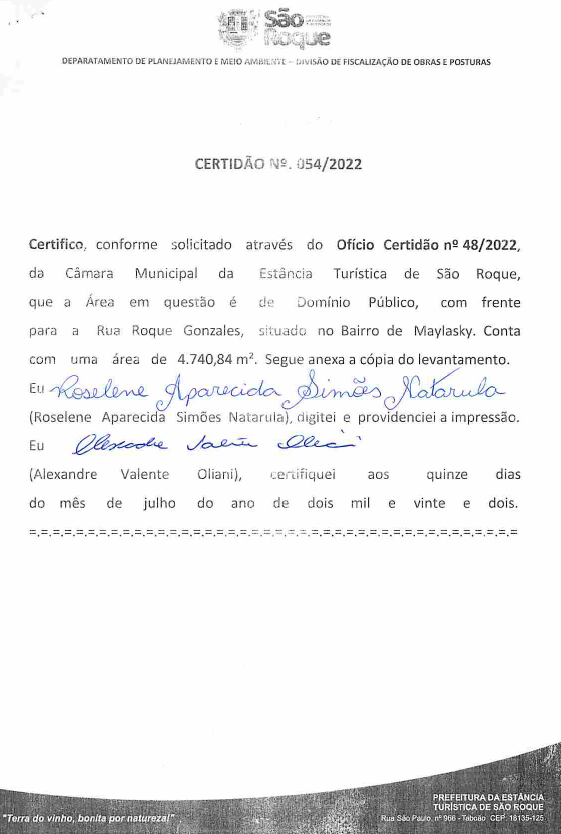 São
Roque
DEPARATAMENTO DE PLANEJAMENTO E MEIO AMBIENTE – DIVISÃO DE FISCALIZAÇÃO DE OBRAS E POSTURAS
CERTIDÃO Nº. 054/2022
Certifico, conforme solicitado através do Ofício Certidão nº 48/2022,
da Câmara Municipal da Estância Turística de São Roque,
que a Área em questão é de Domínio Público, com frente
para a Rua Roque Gonzales, situado no Bairro de Maylasky. Conta
com uma área de 4.740,84 m². Segue anexa a cópia do levantamento.
Eu Roselene Aparecida Simões Natarula
(Roselene Aparecida Simões Natarula), digitei e providenciei a impressão.
Eu Alexandre Valente Oliani
(Alexandre Valente Oliani), certifiquei aos quinze dias
do mês de julho do ano de dois mil e vinte e dois.
=.=.=.=.=.=.=.=.=.=.=.=.=.=.=.=.=.=.=.=.=.=.=.=.=.=.=.=.=.=.=.=.=.=.=.=.=.=.=.=.=
PREFEITURA DA ESTÂNCIA
TURÍSTICA DE SÃO ROQUE
"Terra do vinho, bonita por natureza!"
Rua São Paulo, nº 966 - Taboão CEP 18135-125